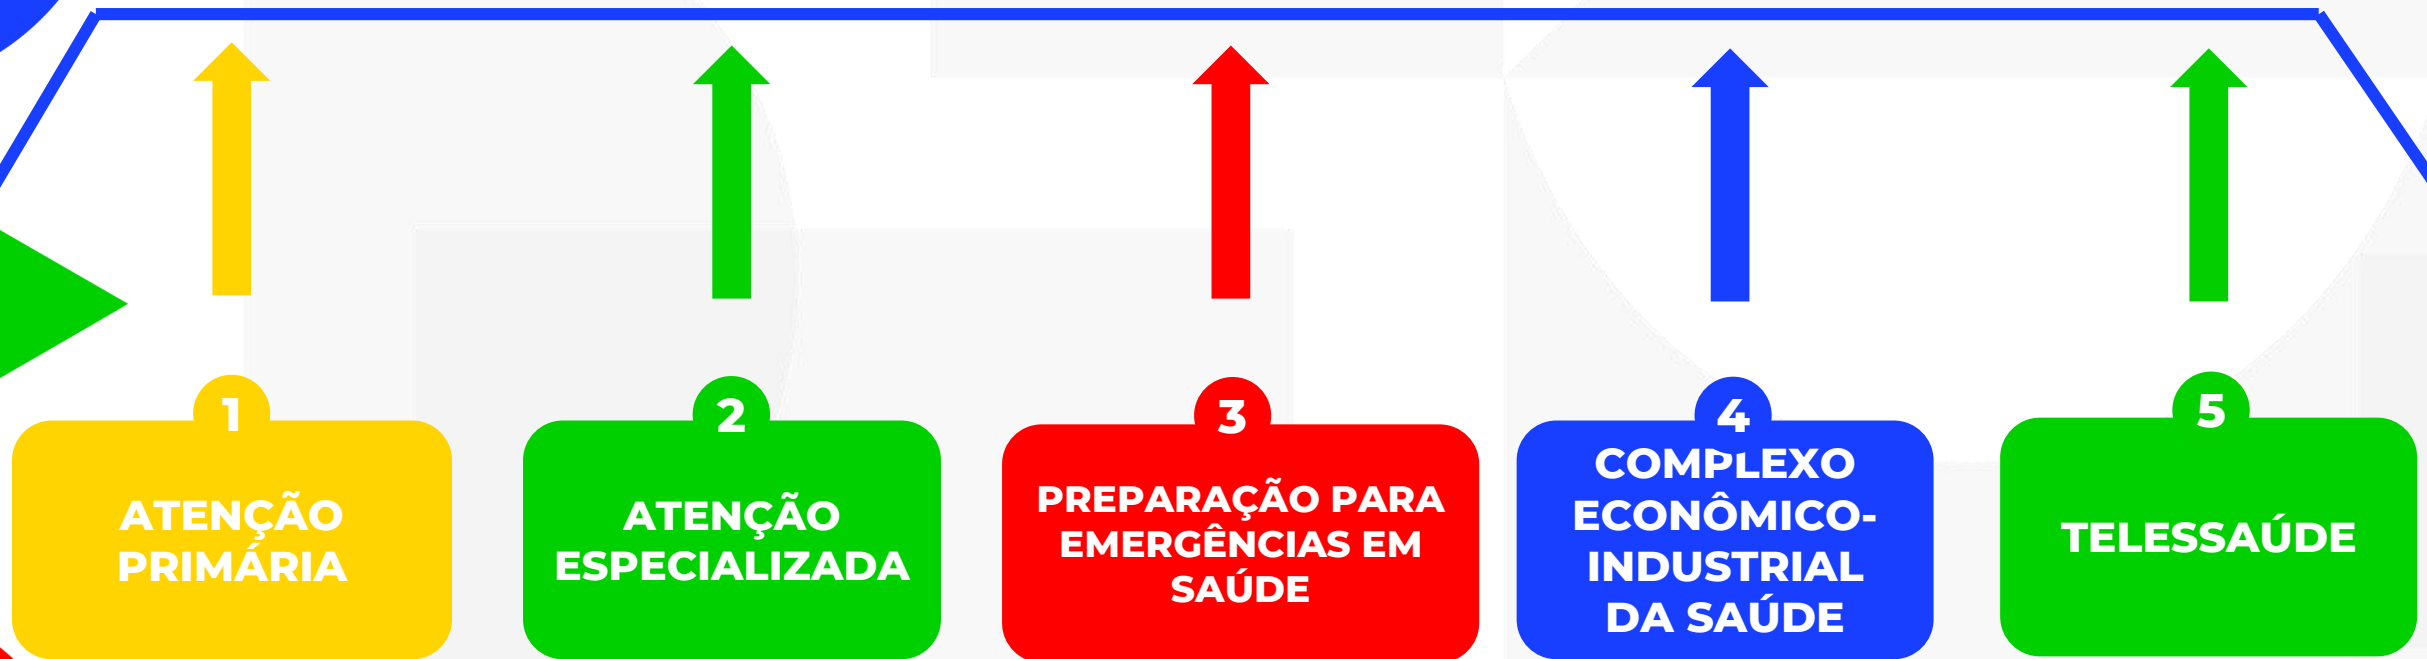 1
ATENÇÃO
PRIMÁRIA
2
ATENÇÃO
ESPECIALIZADA
3
PREPARAÇÃO PARA
EMERGÊNCIAS EM
SAÚDE
4
COMPLEXO
ECONÔMICO-
INDUSTRIAL
DA SAÚDE
5
TELESSAÚDE